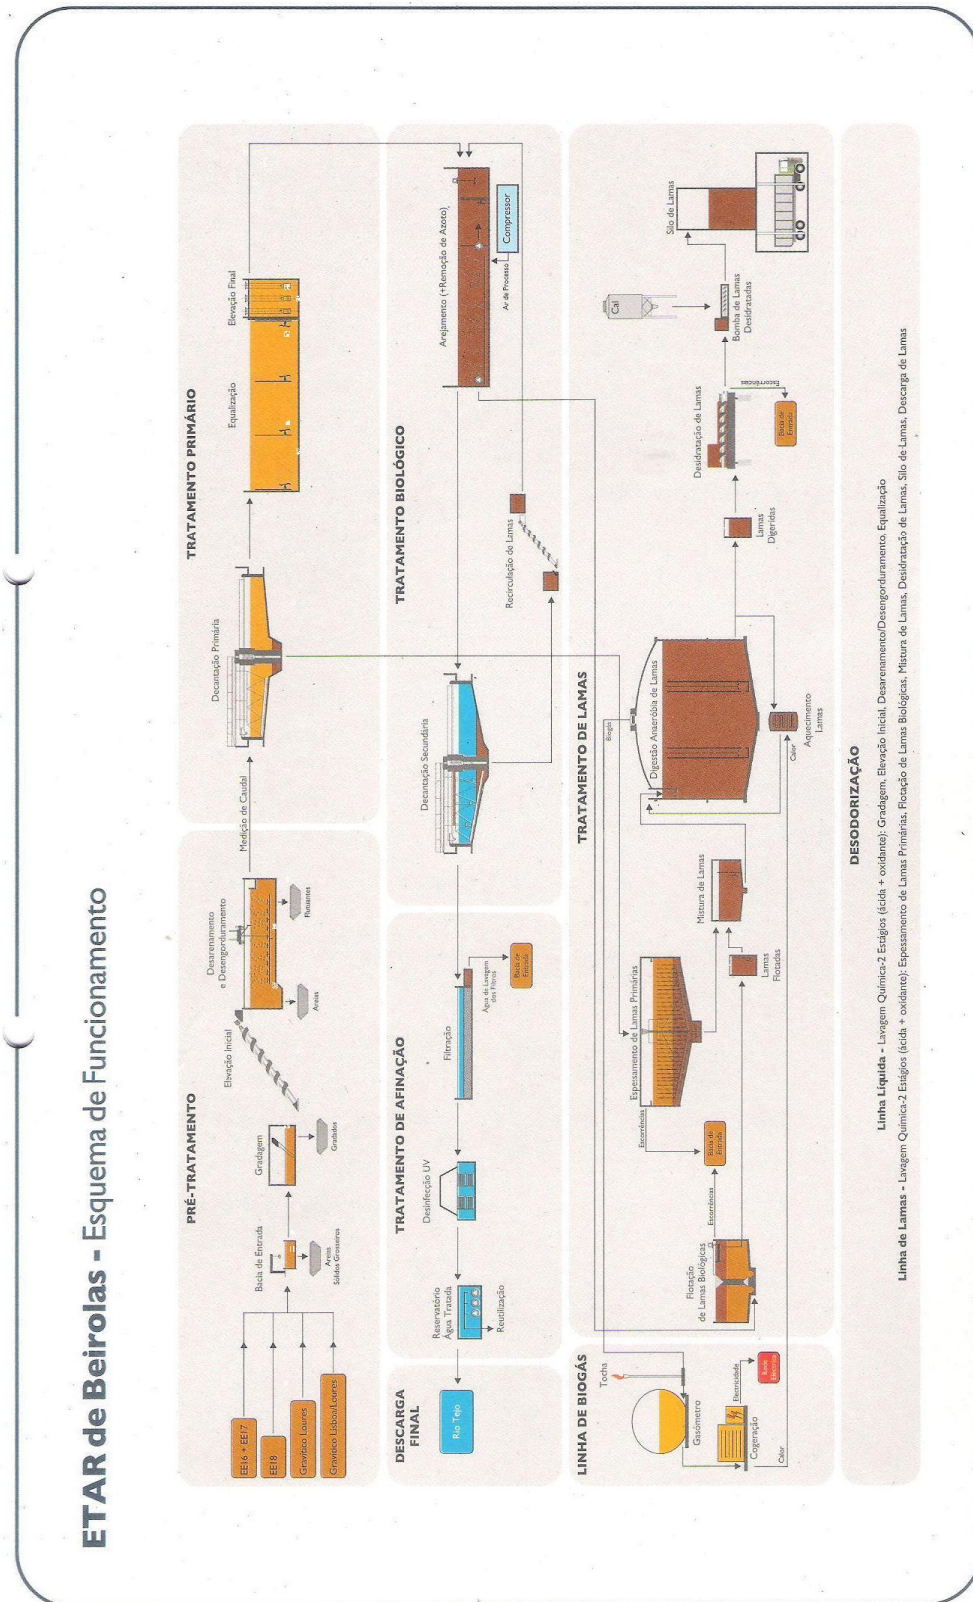 ETAR de Beirolas - Esquema de Funcionamento
PRÉ-TRATAMENTO
EE16 + EE17
EE18
Gravítico Loures
Gravítico Lisboa/Loures
Bacia de Entrada
Areias
Sólidos Grosseiros
Gradagem
Gradados
Elevação Inicial
Desarenamento
e Desengorduramento
Areias
Flutuantes
Medição de Caudal
TRATAMENTO PRIMÁRIO
Decantação Primária
Equalização
Elevação Final
DESCARGA
FINAL
Rio Tejo
TRATAMENTO DE AFINAÇÃO
Reservatório
Água Tratada
Reutilização
Desinfecção UV
Filtração
Água de Lavagem
dos Filtros
Bacia de
Entrada
TRATAMENTO BIOLÓGICO
Decantação Secundária
Recirculação de Lamas
Arejamento (+Remoção de Azoto)
Ar de Processo
Compressor
LINHA DE BIOGÁS
Tocha
Gasómetro
Cogeração
Electricidade
Rede
Eléctrica
Calor
TRATAMENTO DE LAMAS
Flotação
de Lamas Biológicas
Escorrências
Bacia de
Entrada
Escorrências
Espessamento de Lamas Primárias
Lamas
Flotadas
Mistura de Lamas
Biogás
Digestão Anaeróbia de Lamas
Calor
Aquecimento
Lamas
Lamas
Digeridas
Desidratação de Lamas
Escorrências
Bacia de
Entrada
Cal
Bomba de Lamas
Desidratadas
Silo de Lamas
DESODORIZAÇÃO
Linha Líquida - Lavagem Química-2 Estágios (ácida + oxidante): Gradagem, Elevação Inicial, Desarenamento/Desengorduramento, Equalização
Linha de Lamas - Lavagem Química-2 Estágios (ácida + oxidante): Espessamento de Lamas Primárias, Flotação de Lamas Biológicas, Mistura de Lamas, Desidratação de Lamas, Silo de Lamas, Descarga de Lamas